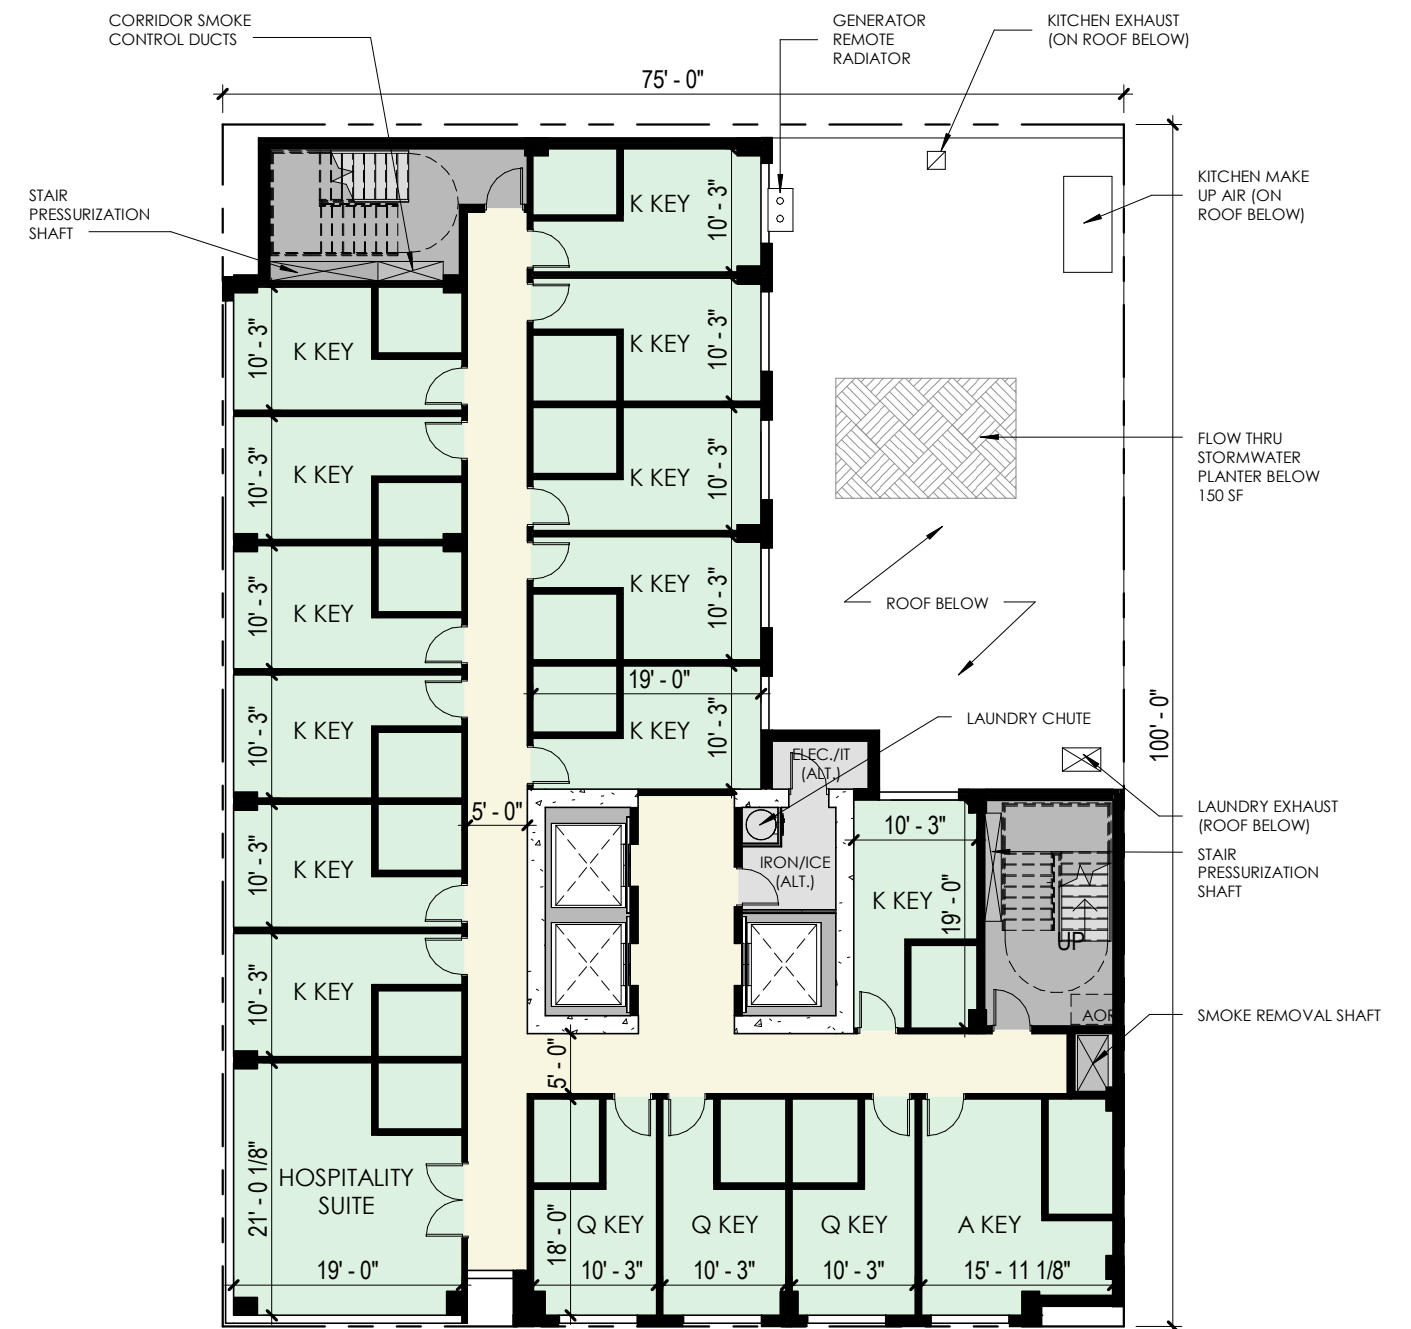 CORRIDOR SMOKE
CONTROL DUCTS
GENERATOR
REMOTE
RADIATOR
KITCHEN EXHAUST
(ON ROOF BELOW)
75' - 0"
STAIR
PRESSURIZATION
SHAFT
KITCHEN MAKE
UP AIR (ON
ROOF BELOW)
K KEY
10' - 3"
K KEY
10' - 3"
K KEY
10' - 3"
K KEY
10' - 3"
K KEY
10' - 3"
19' - 0"
10' - 3"
K KEY
10' - 3"
K KEY
10' - 3"
K KEY
10' - 3"
K KEY
10' - 3"
K KEY
10' - 3"
K KEY
FLOW THRU
STORMWATER
PLANTER BELOW
150 SF
ROOF BELOW
LAUNDRY CHUTE
100' - 0"
ELEC./IT
(ALT.)
5' - 0"
IRON/ICE
(ALT.)
10' - 3"
K KEY
19' - 0"
UP
AOR
LAUNDRY EXHAUST
(ROOF BELOW)
STAIR
PRESSURIZATION
SHAFT
SMOKE REMOVAL SHAFT
5' - 0"
21' - 0 1/8"
HOSPITALITY
SUITE
19' - 0"
18' - 0"
Q KEY
10' - 3"
Q KEY
10' - 3"
Q KEY
10' - 3"
A KEY
15' - 11 1/8"